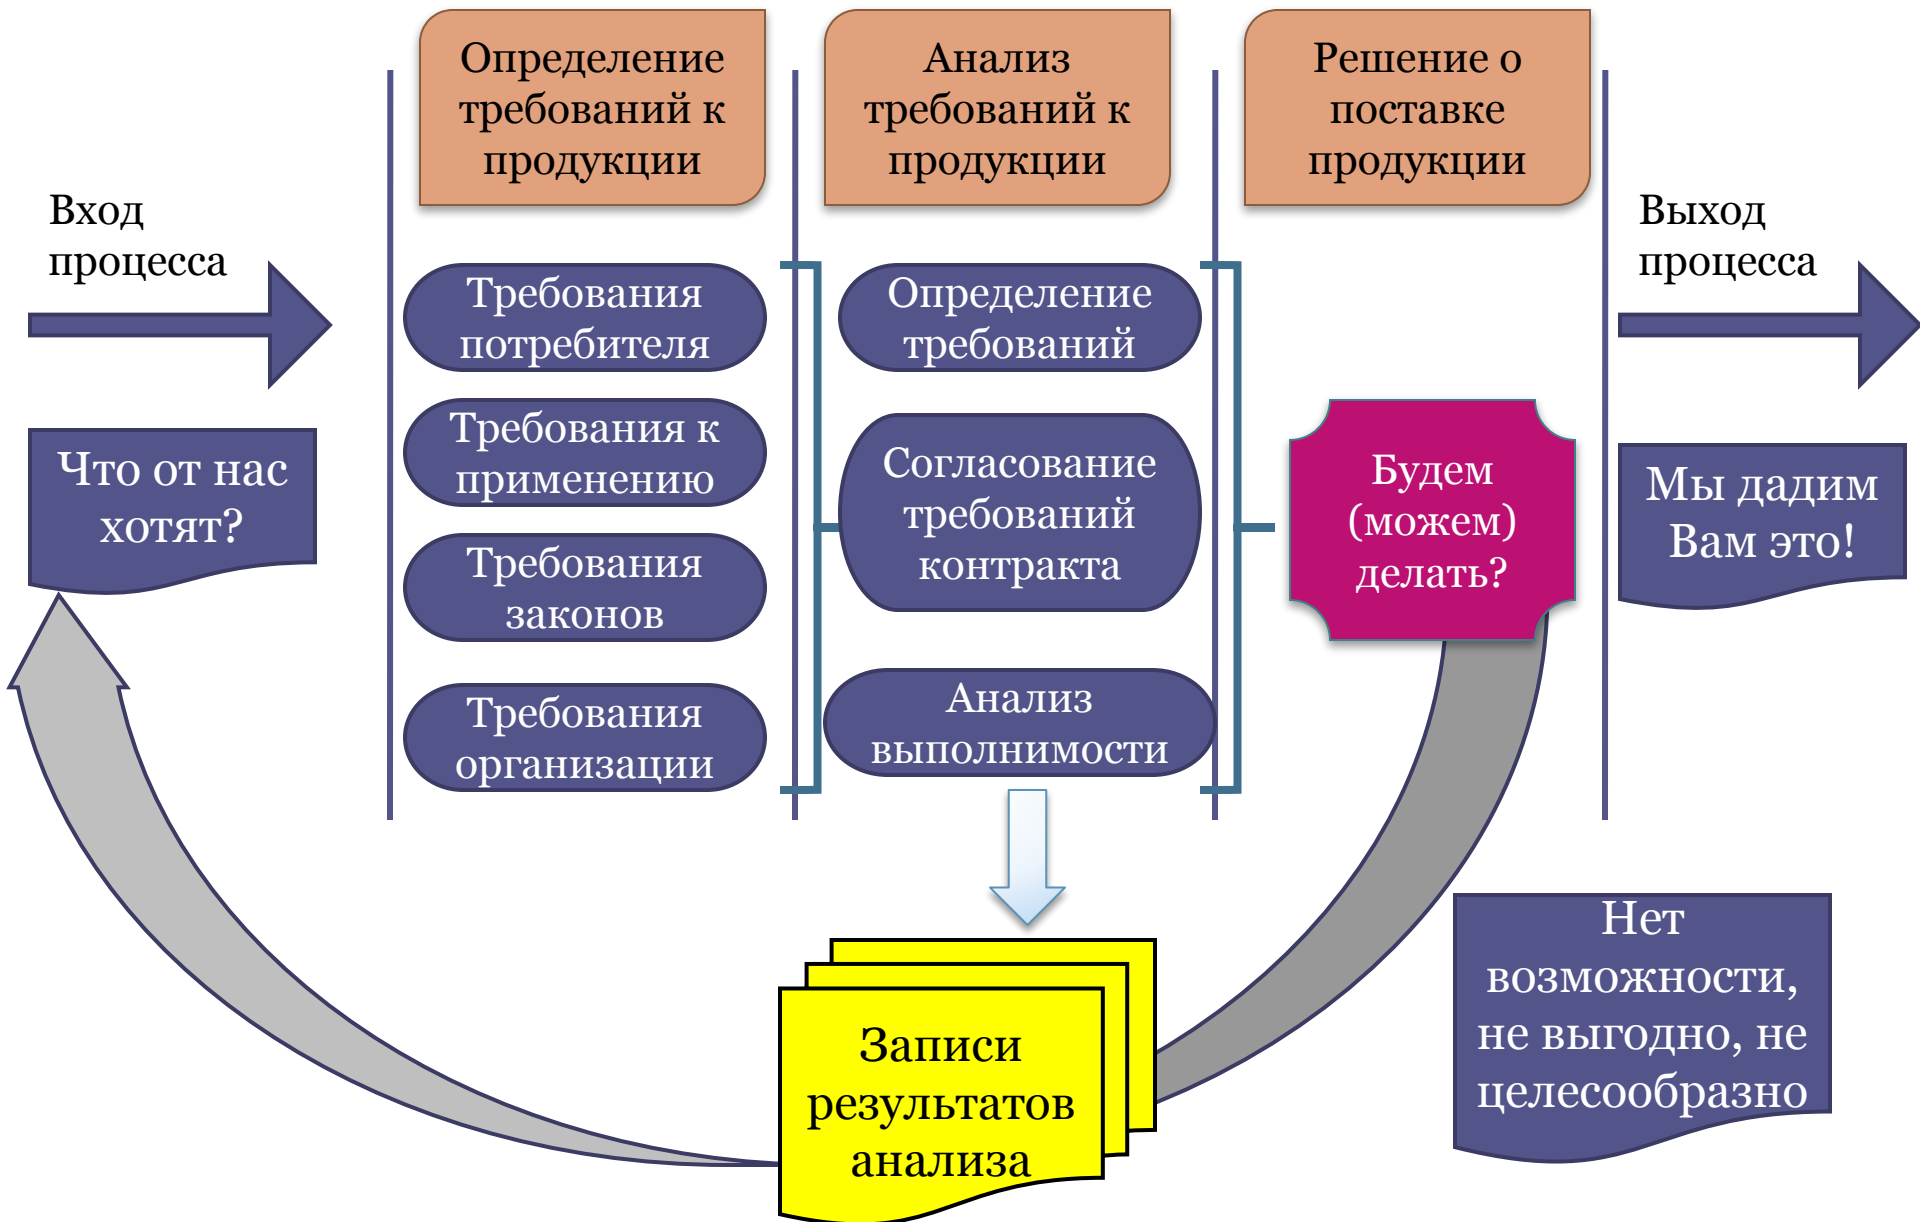 Определение
требований к
продукции
Анализ
требований к
продукции
Решение о
поставке
продукции
Вход
процесса
Выход
процесса
Требования
потребителя
Требования к
применению
Требования
законов
Требования
организации
Определение
требований
Согласование
требований
контракта
Анализ
выполнимости
Что от нас
хотят?
Будем
(можем)
делать?
Мы дадим
Вам это!
Записи
результатов
анализа
Нет
возможности,
не выгодно, не
целесообразно